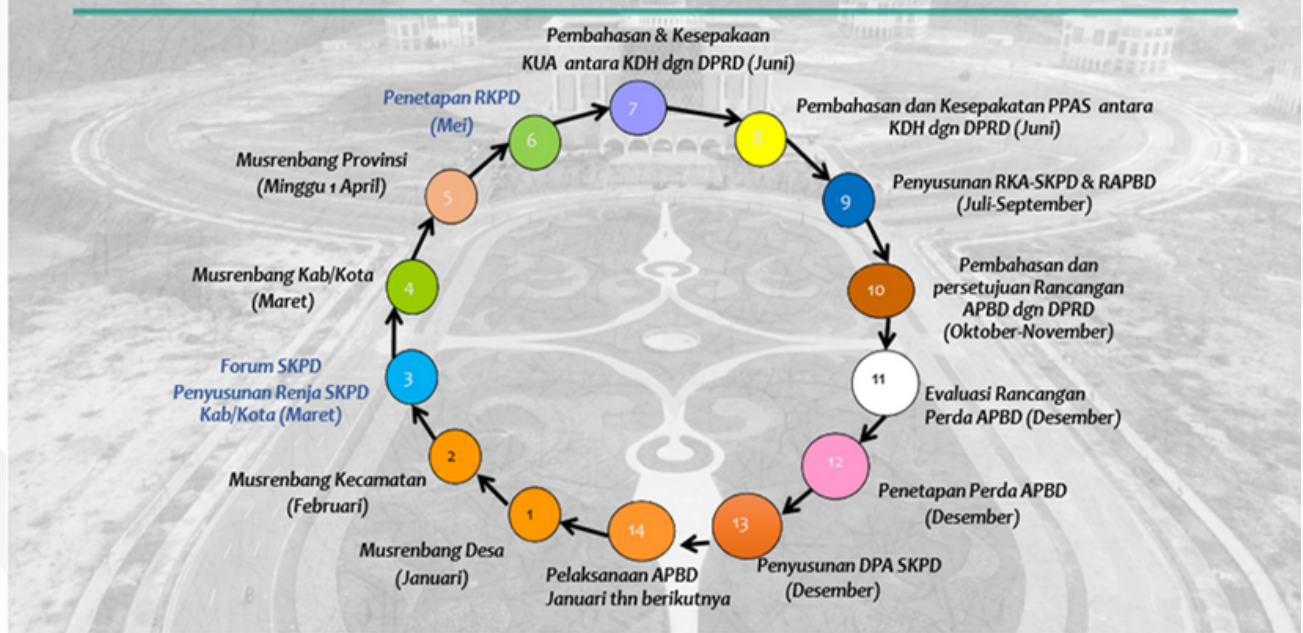 Pembahasan & Kesepakaan
KUA antara KDH dgn DPRD (Juni)
7
Penetapan RKPD
(Mei)
6
8
Pembahasan dan Kesepakatan PPAS antara
KDH dgn DPRD (Juni)
Musrenbang Provinsi
(Minggu 1 April)
5
9
Penyusunan RKA-SKPD & RAPBD
(Juli-September)
Musrenbang Kab/Kota
(Maret)
4
10
Pembahasan dan
persetujuan Rancangan
APBD dgn DPRD
(Oktober-November)
Forum SKPD
Penyusunan Renja SKPD
Kab/Kota (Maret)
3
11
Evaluasi Rancangan
Perda APBD (Desember)
Musrenbang Kecamatan
(Februari)
2
12
Penetapan Perda APBD
(Desember)
Musrenbang Desa
(Januari)
1
14
Pelaksanaan APBD
Januari thn berikutnya
13
Penyusunan DPA SKPD
(Desember)